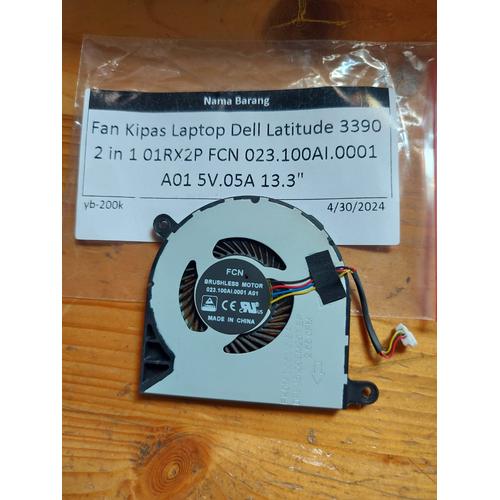 Nama Barang
Fan Kipas Laptop Dell Latitude 3390
2 in 1 01RX2P FCN 023.100AI.0001
A01 5V.05A 13.3"
yb-200k 4/30/2024
FCN
BRUSHLESS MOTOR
023.100AI.0001 A01
CE
MADE IN CHINA